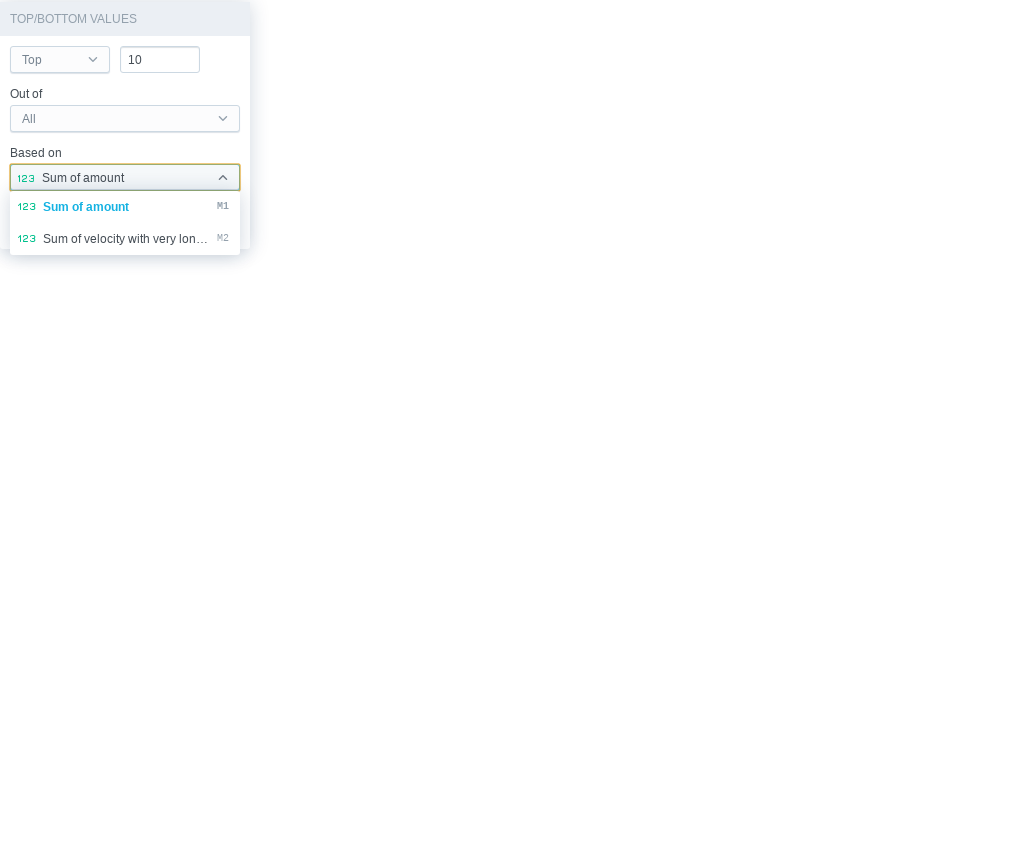 TOP/BOTTOM VALUES
Top 10
Out of
All
Based on
123 Sum of amount
123 Sum of amount M1
123 Sum of velocity with very lon… M2